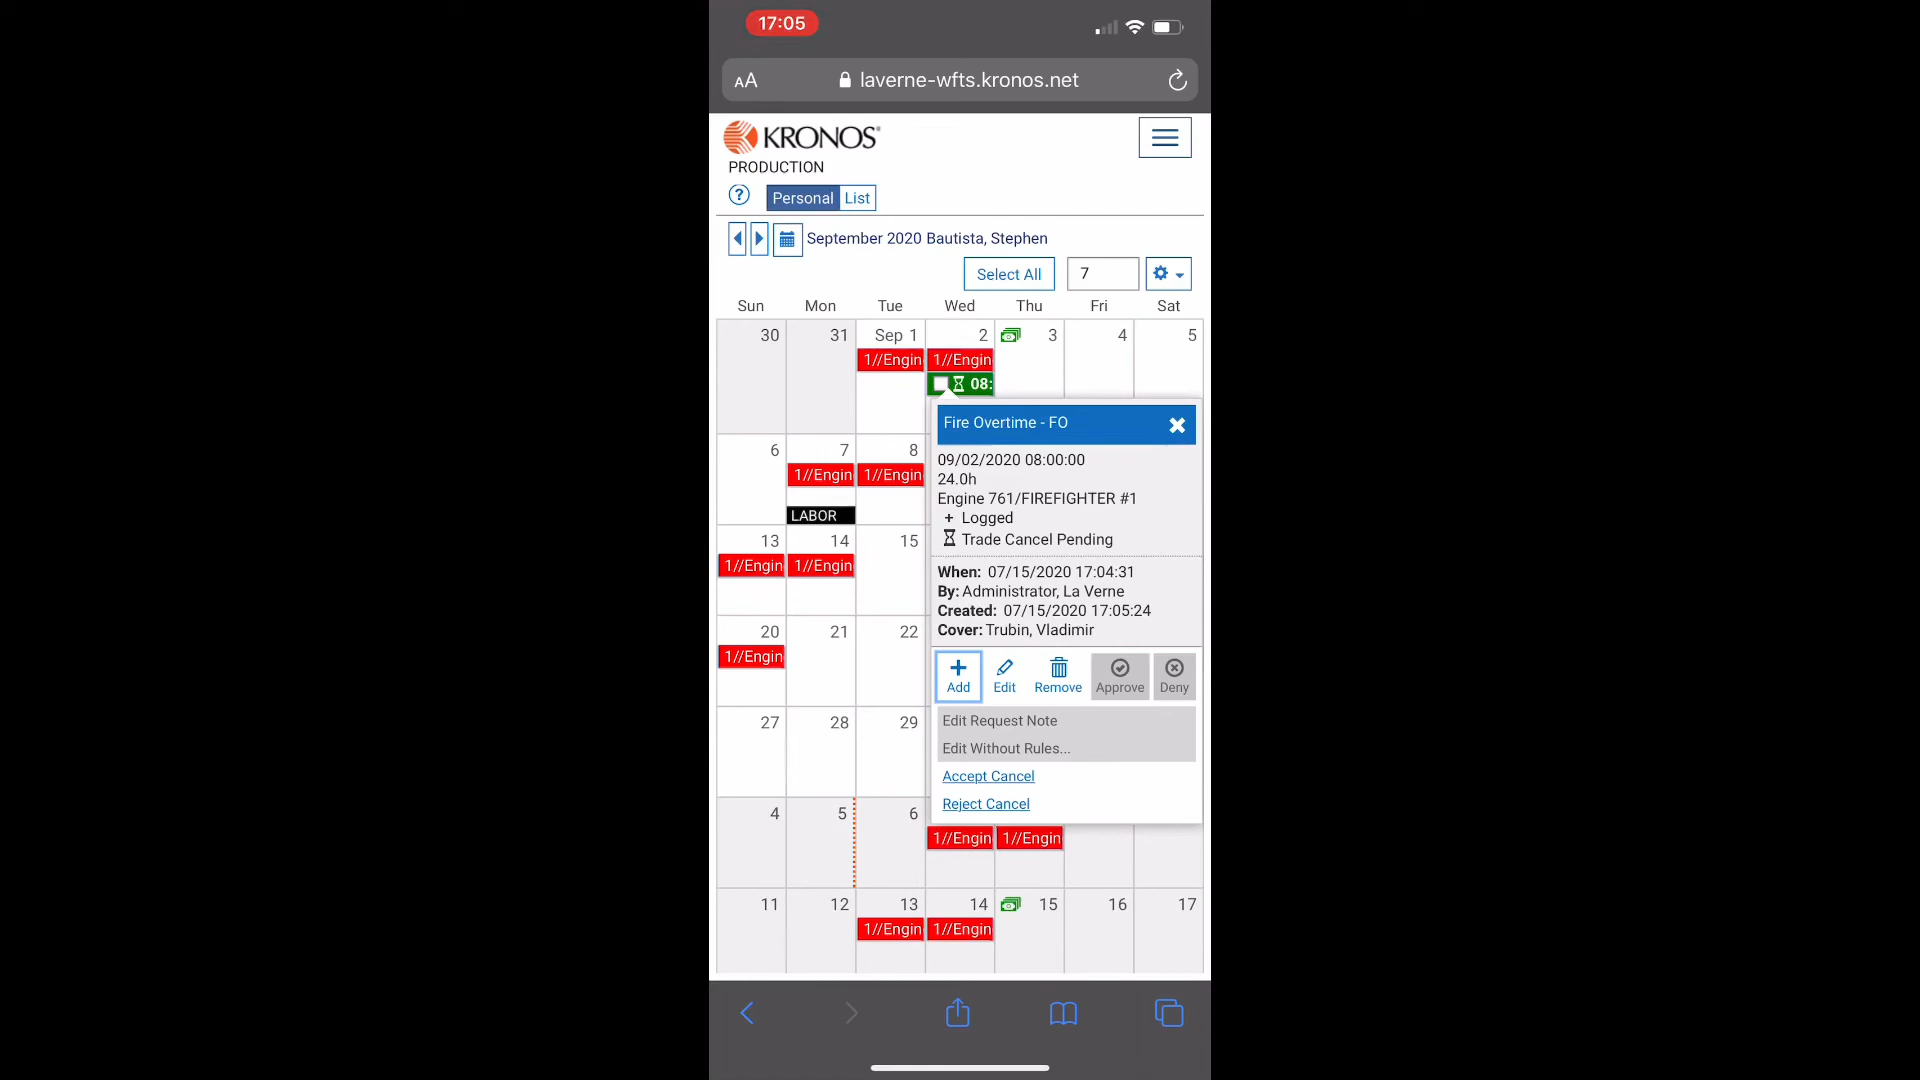 17:05
AA laverne-wfts.kronos.net
KRONOS®
PRODUCTION
? Personal List
September 2020 Bautista, Stephen
Select All 7
Sun Mon Tue Wed Thu Fri Sat
30 31 Sep 1 2 3 4 5
1//Engin 1//Engin
08:
Fire Overtime - FO
09/02/2020 08:00:00
24.0h
Engine 761/FIREFIGHTER #1
+ Logged
Trade Cancel Pending
When: 07/15/2020 17:04:31
By: Administrator, La Verne
Created: 07/15/2020 17:05:24
Cover: Trubin, Vladimir
Add Edit Remove Approve Deny
Edit Request Note
Edit Without Rules...
Accept Cancel
Reject Cancel
6 7 8
1//Engin 1//Engin
LABOR
13 14 15
1//Engin 1//Engin
20 21 22
1//Engin
27 28 29
4 5 6
1//Engin 1//Engin
11 12 13 14 15 16 17
1//Engin 1//Engin